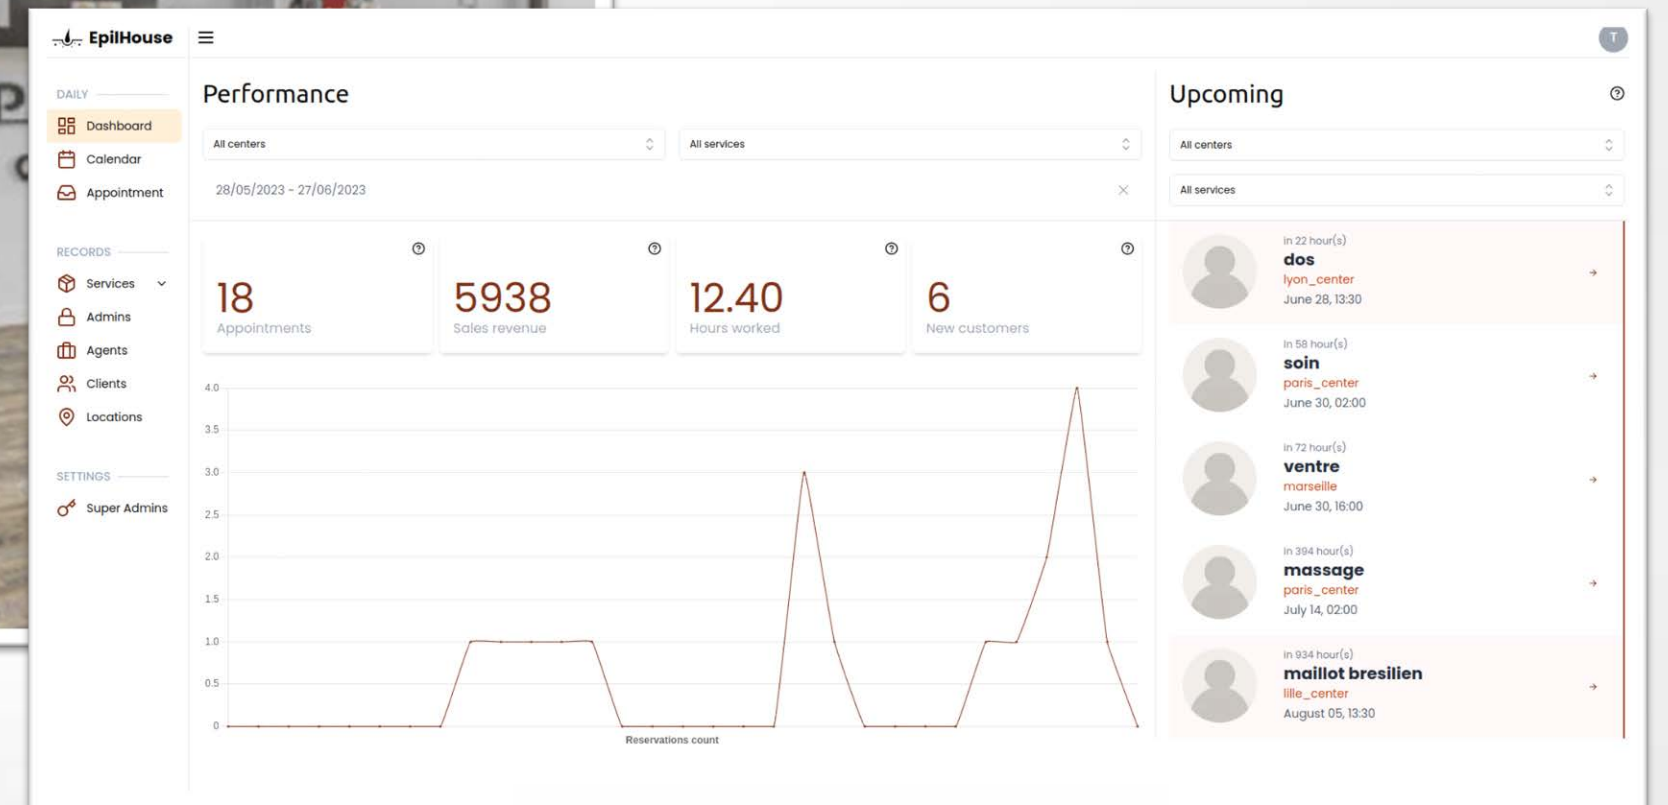 EpilHouse
T
DAILY
Dashboard
Calendar
Appointment
RECORDS
Services
Admins
Agents
Clients
Locations
SETTINGS
Super Admins
Performance
All centers
All services
28/05/2023 - 27/06/2023
18
Appointments
5938
Sales revenue
12.40
Hours worked
6
New customers
4.0
3.5
3.0
2.5
2.0
1.5
1.0
0.5
0
Reservations count
Upcoming
All centers
All services
in 22 hour(s)
dos
lyon_center
June 28, 13:30
in 58 hour(s)
soin
paris_center
June 30, 02:00
in 72 hour(s)
ventre
marseille
June 30, 16:00
in 394 hour(s)
massage
paris_center
July 14, 02:00
in 934 hour(s)
maillot bresilien
lille_center
August 05, 13:30